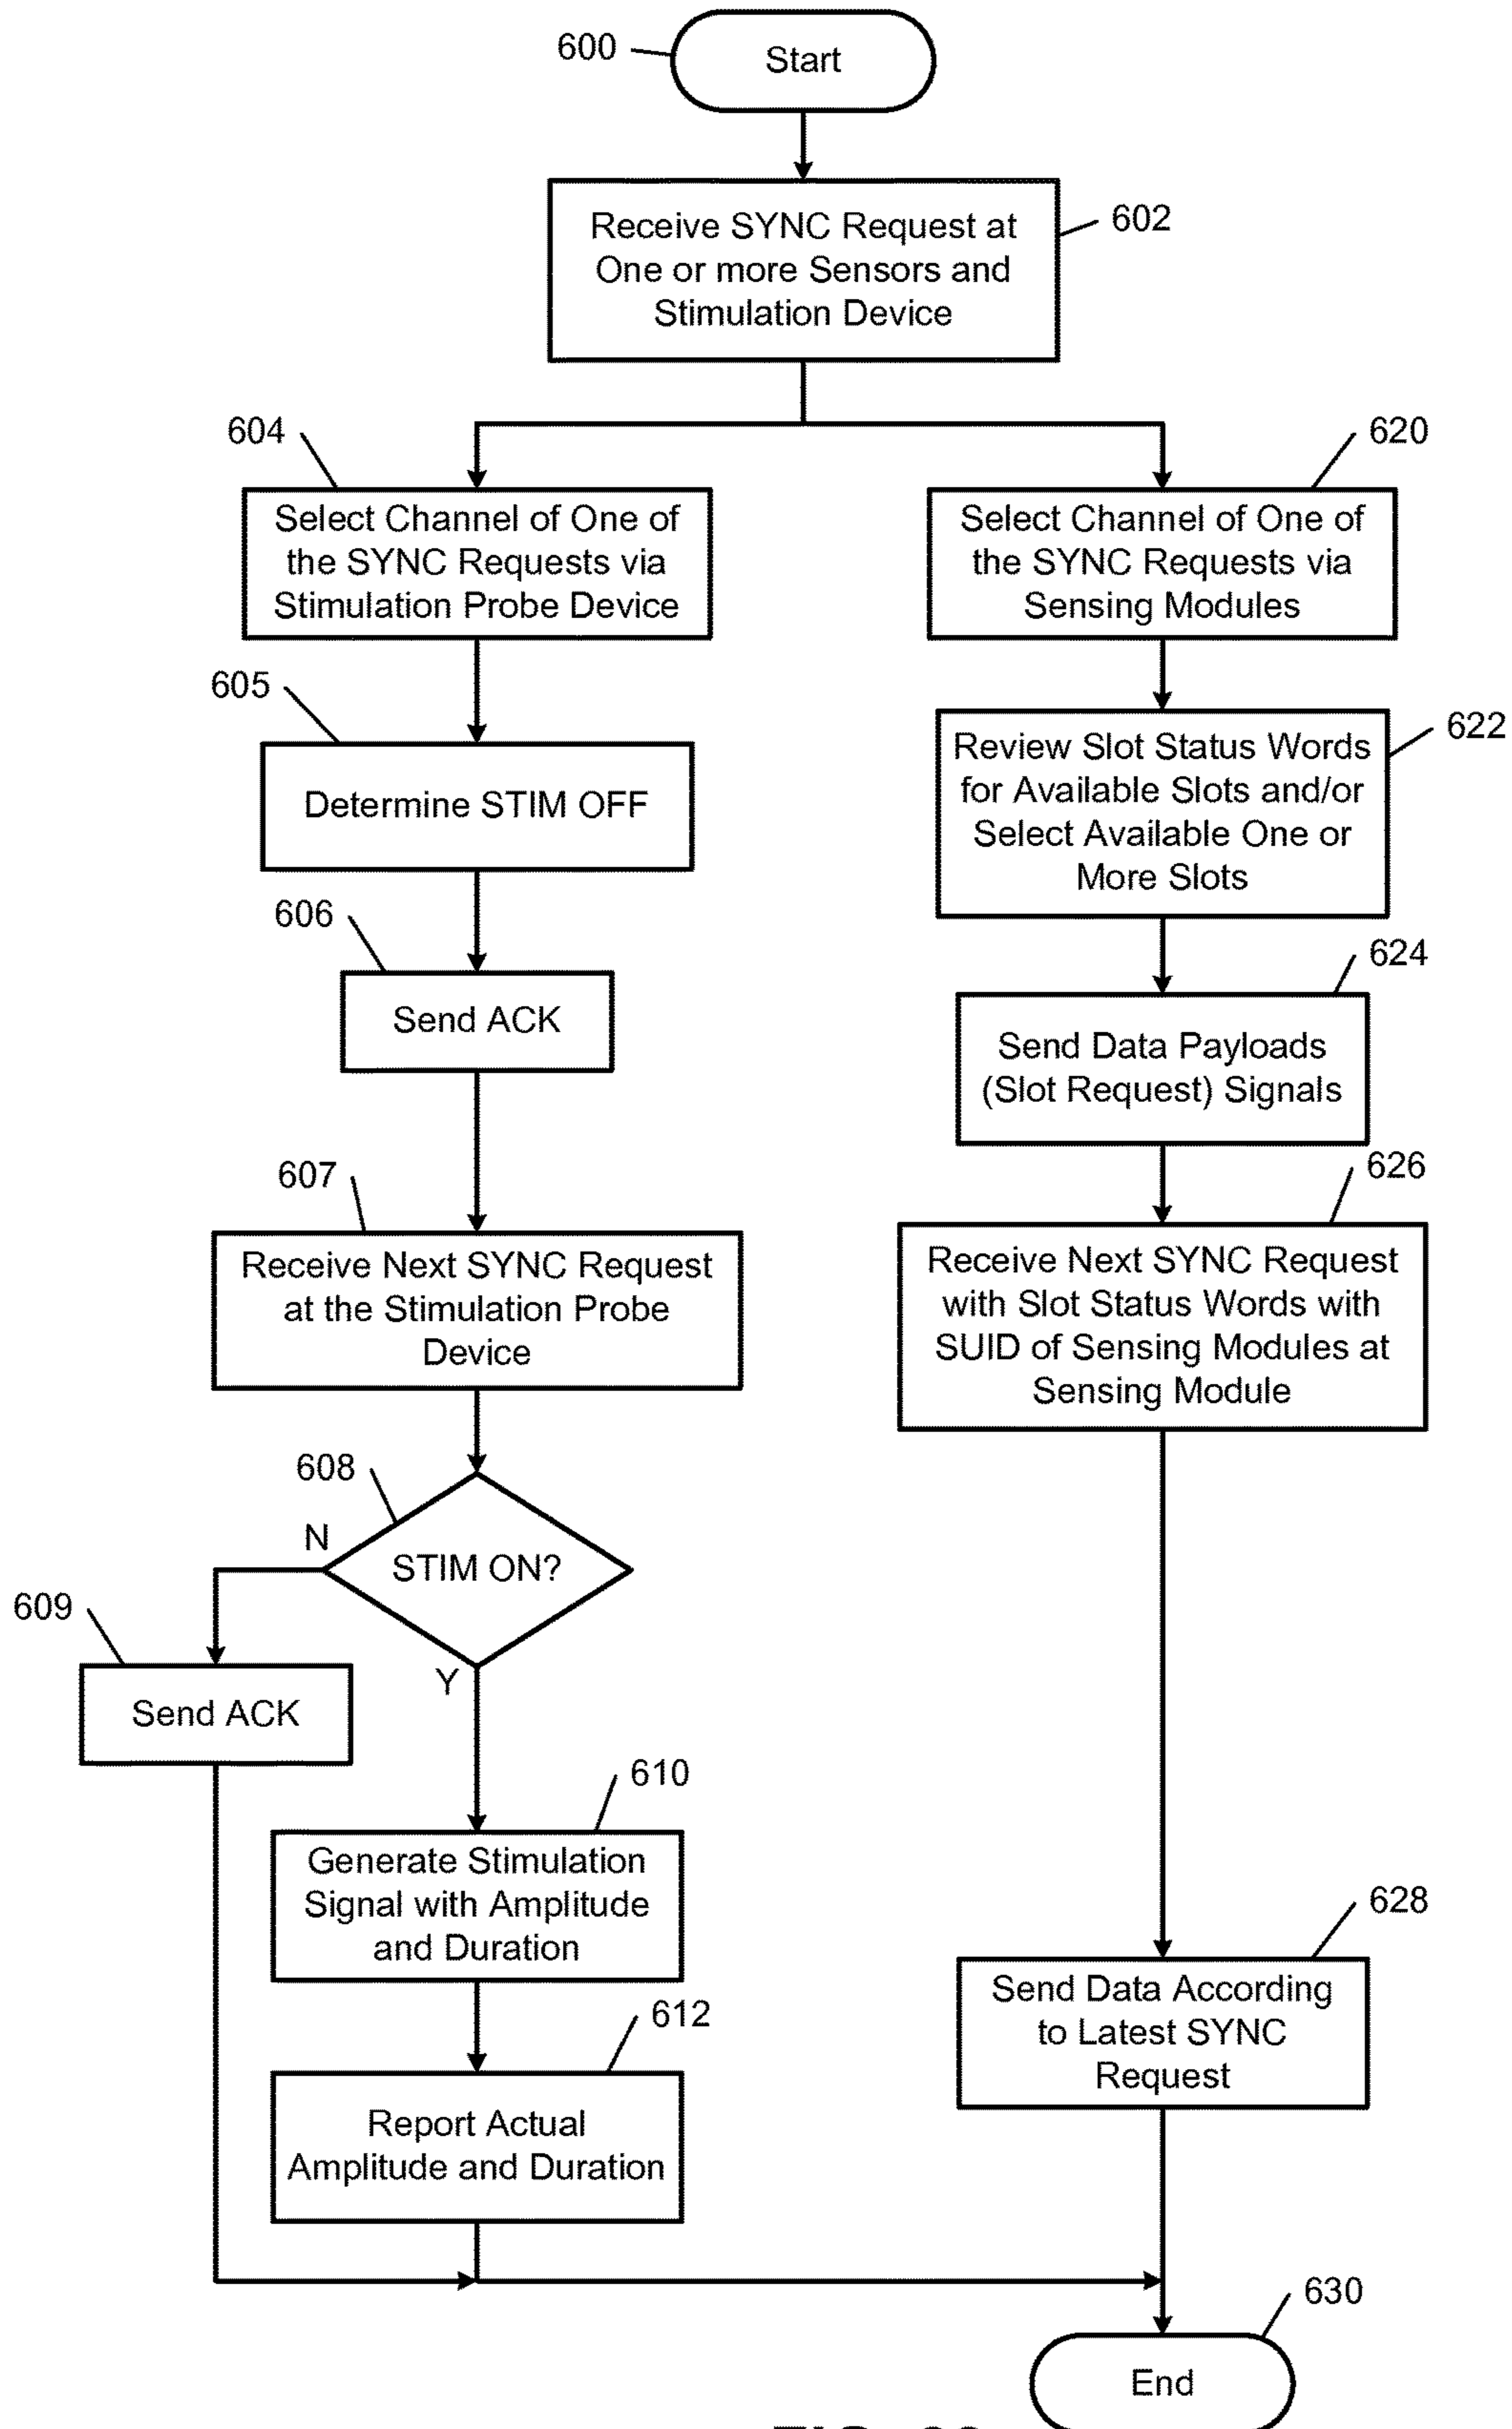 600
Start
602
Receive SYNC Request at
One or more Sensors and
Stimulation Device
604
Select Channel of One of
the SYNC Requests via
Stimulation Probe Device
605
Determine STIM OFF
606
Send ACK
607
Receive Next SYNC Request
at the Stimulation Probe
Device
608
STIM ON?
N
Y
609
Send ACK
610
Generate Stimulation
Signal with Amplitude
and Duration
612
Report Actual
Amplitude and Duration
620
Select Channel of One of
the SYNC Requests via
Sensing Modules
622
Review Slot Status Words
for Available Slots and/or
Select Available One or
More Slots
624
Send Data Payloads
(Slot Request) Signals
626
Receive Next SYNC Request
with Slot Status Words with
SUID of Sensing Modules at
Sensing Module
628
Send Data According
to Latest SYNC
Request
630
End